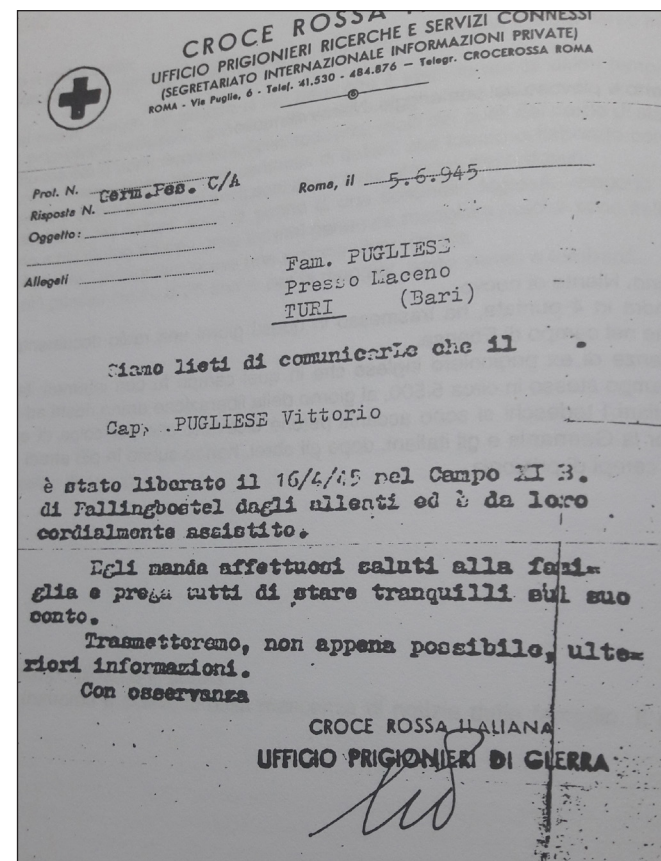 CROCE ROSSA
UFFICIO PRIGIONIERI RICERCHE E SERVIZI CONNESSI
(SEGRETARIATO INTERNAZIONALE INFORMAZIONI PRIVATE)
ROMA - Via Puglie, 6 - Telef. 41.530 - 484.876 — Telegr. CROCEROSSA ROMA
Prot. N. Germ.Fes. C/A
Roma, il 5.6.945
Risposta N.
Oggetto:
Allegati
Fam. PUGLIESE
Presso Maceno
TURI (Bari)
Siamo lieti di comunicarLe che il
Cap. PUGLIESE Vittorio
è stato liberato il 16/4/45 nel Campo XI B.
di Fallingbostel dagli alleati ed è da loro
cordialmente assistito.
Egli manda affettuosi saluti alla fami=
glia e prega tutti di stare tranquilli sul suo
conto.
Trasmetteremo, non appena possibile, ulte=
riori informazioni.
Con osservanza
CROCE ROSSA ITALIANA
UFFICIO PRIGIONIERI DI GUERRA